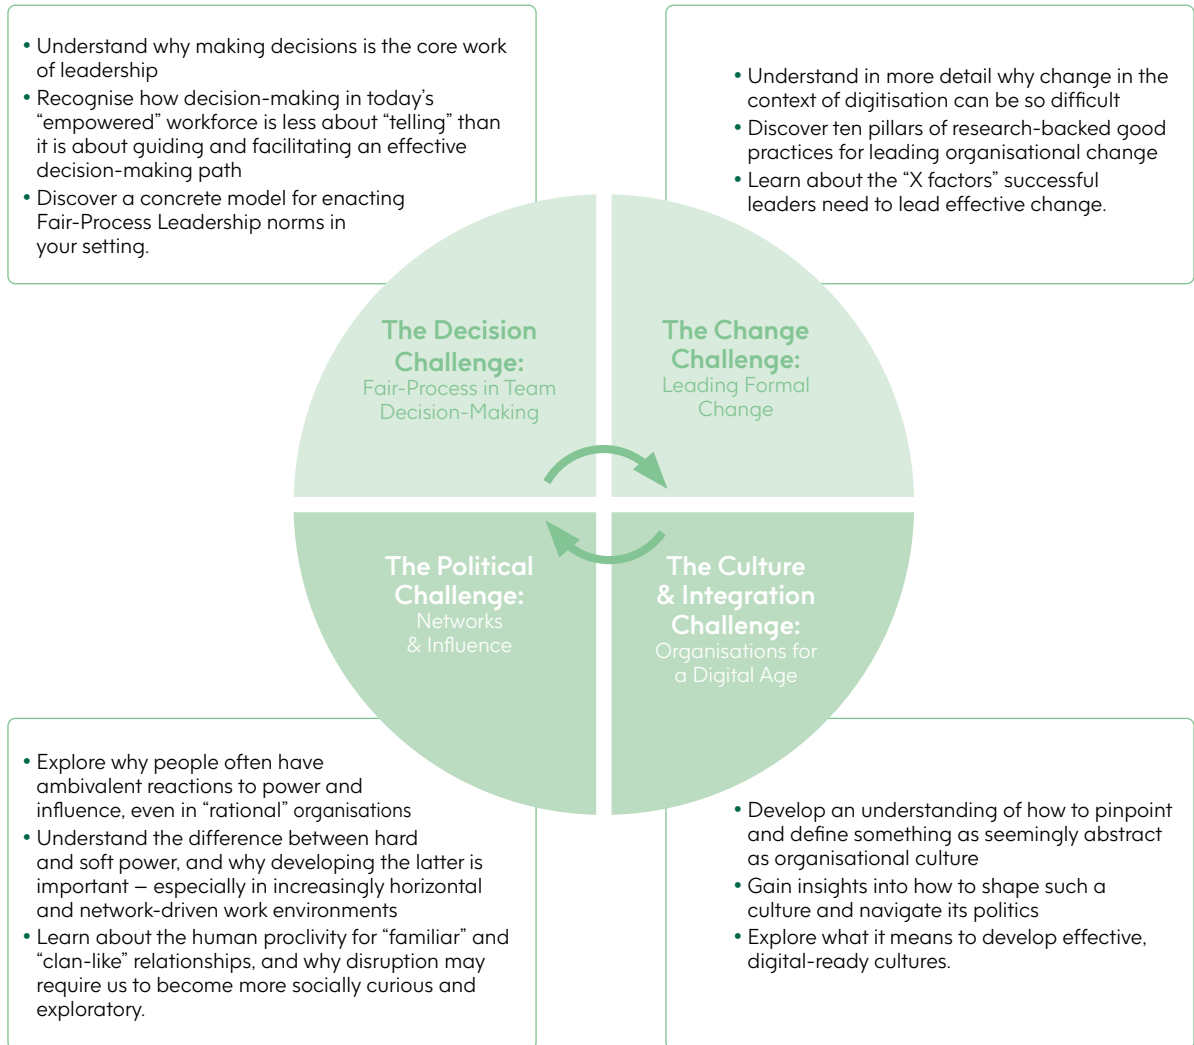 • Understand why making decisions is the core work
of leadership
• Recognise how decision-making in today’s
“empowered” workforce is less about “telling” than
it is about guiding and facilitating an effective
decision-making path
• Discover a concrete model for enacting
Fair-Process Leadership norms in
your setting.
• Understand in more detail why change in the
context of digitisation can be so difficult
• Discover ten pillars of research-backed good
practices for leading organisational change
• Learn about the “X factors” successful
leaders need to lead effective change.
The Decision
Challenge:
Fair-Process in Team
Decision-Making
The Change
Challenge:
Leading Formal
Change
The Political
Challenge:
Networks
& Influence
The Culture
& Integration
Challenge:
Organisations for
a Digital Age
• Explore why people often have
ambivalent reactions to power and
influence, even in “rational” organisations
• Understand the difference between hard
and soft power, and why developing the latter is
important – especially in increasingly horizontal
and network-driven work environments
• Learn about the human proclivity for “familiar” and
“clan-like” relationships, and why disruption may
require us to become more socially curious and
exploratory.
• Develop an understanding of how to pinpoint
and define something as seemingly abstract
as organisational culture
• Gain insights into how to shape such a
culture and navigate its politics
• Explore what it means to develop effective,
digital-ready cultures.